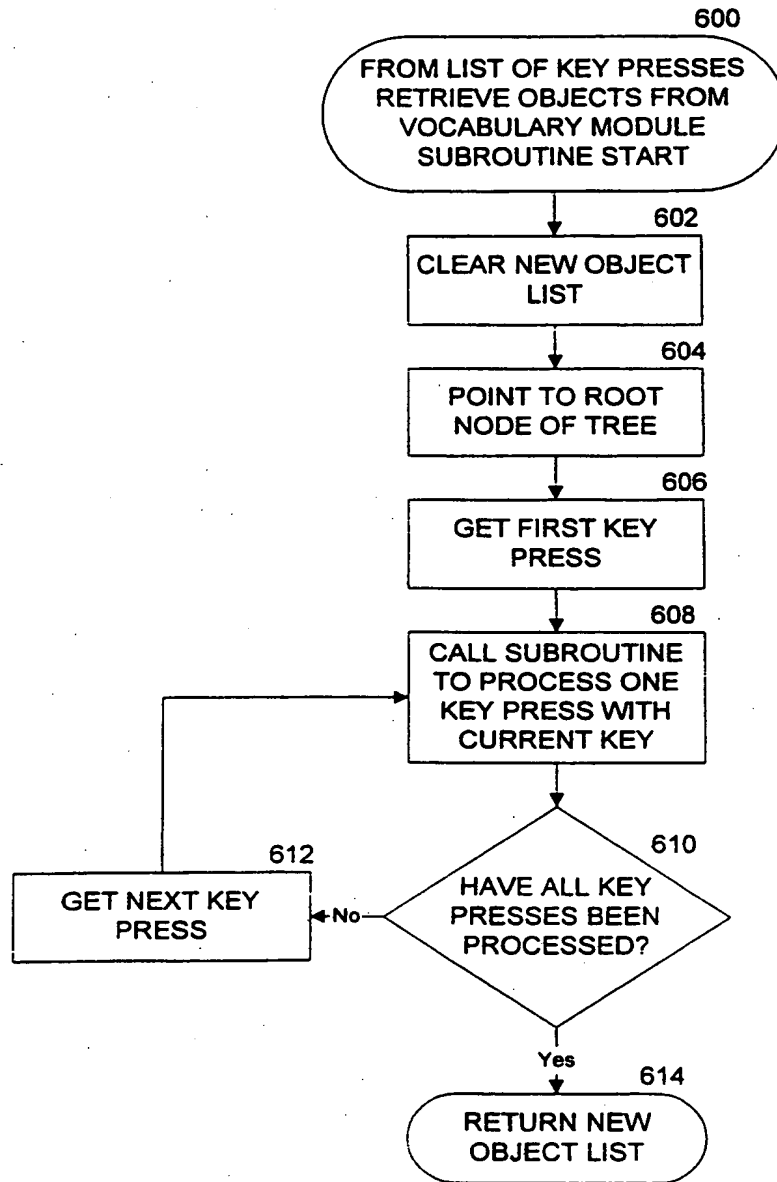 600
FROM LIST OF KEY PRESSES
RETRIEVE OBJECTS FROM
VOCABULARY MODULE
SUBROUTINE START
602
CLEAR NEW OBJECT
LIST
604
POINT TO ROOT
NODE OF TREE
606
GET FIRST KEY
PRESS
608
CALL SUBROUTINE
TO PROCESS ONE
KEY PRESS WITH
CURRENT KEY
610
HAVE ALL KEY
PRESSES BEEN
PROCESSED?
No
612
GET NEXT KEY
PRESS
Yes
614
RETURN NEW
OBJECT LIST